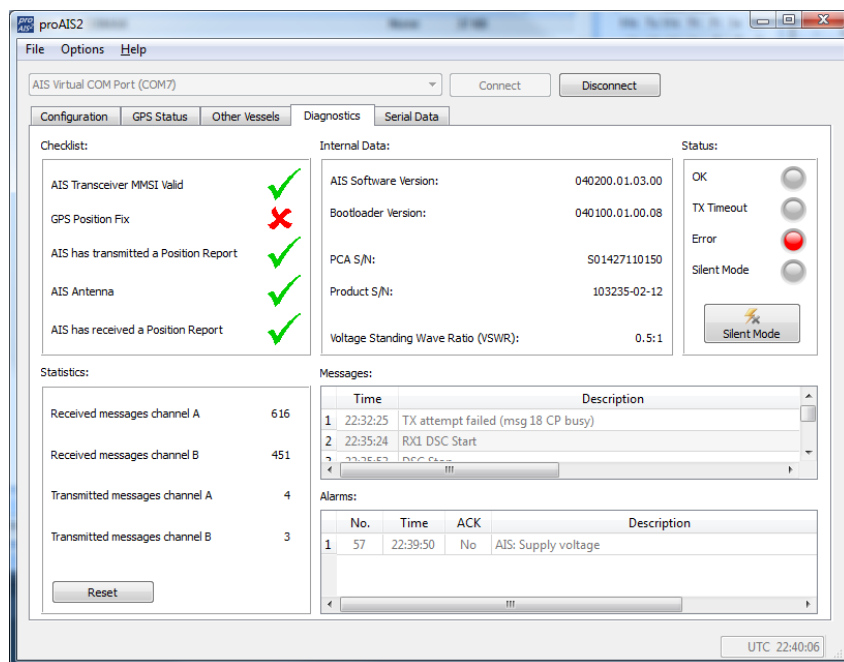 proAIS2
File Options Help
AIS Virtual COM Port (COM7)
Connect
Disconnect
Configuration GPS Status Other Vessels Diagnostics Serial Data
Checklist:
AIS Transceiver MMSI Valid
GPS Position Fix
AIS has transmitted a Position Report
AIS Antenna
AIS has received a Position Report
Internal Data:
AIS Software Version: 040200.01.03.00
Bootloader Version: 040100.01.00.08
PCA S/N: S01427110150
Product S/N: 103235-02-12
Voltage Standing Wave Ratio (VSWR): 0.5:1
Status:
OK
TX Timeout
Error
Silent Mode
Silent Mode
Statistics:
Received messages channel A 616
Received messages channel B 451
Transmitted messages channel A 4
Transmitted messages channel B 3
Reset
Messages:
Time Description
1 22:32:25 TX attempt failed (msg 18 CP busy)
2 22:35:24 RX1 DSC Start
Alarms:
No. Time ACK Description
1 57 22:39:50 No AIS: Supply voltage
UTC 22:40:06